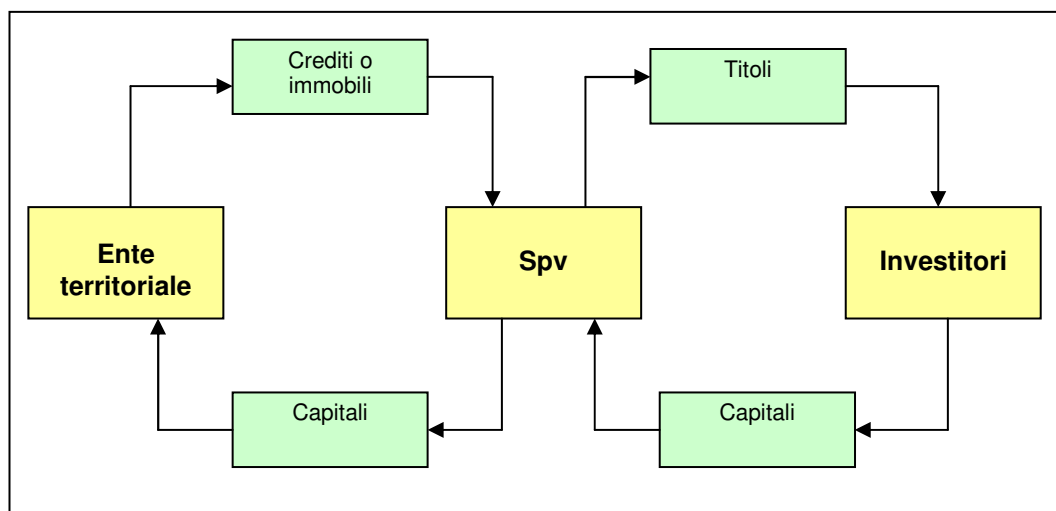 Crediti o
immobili
Titoli
Ente
territoriale
Spv
Investitori
Capitali
Capitali